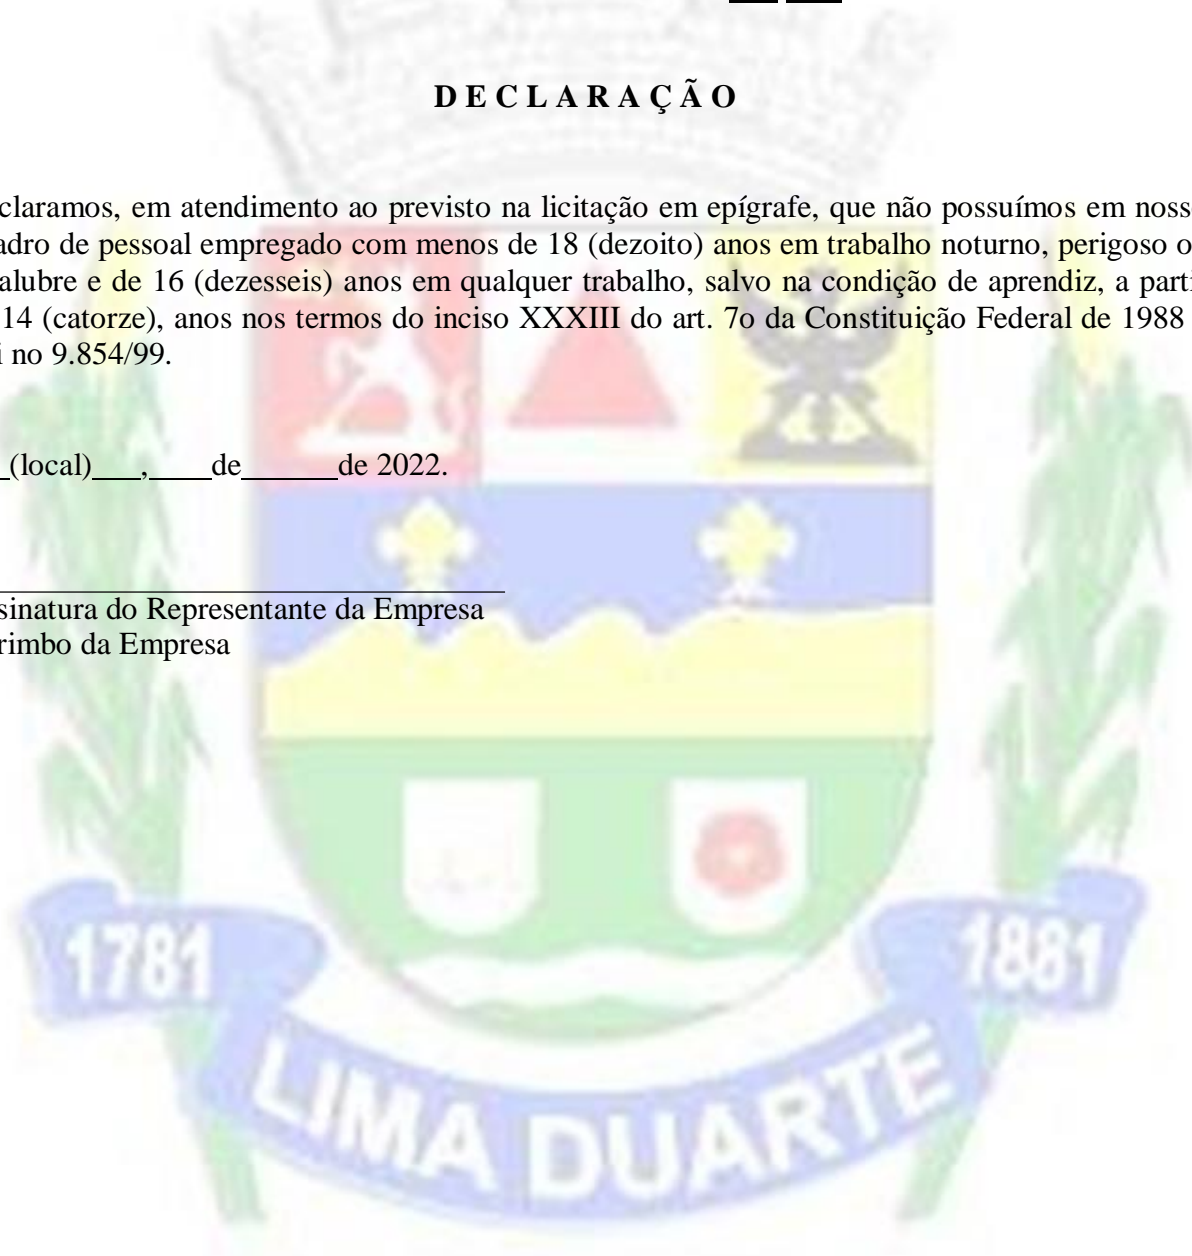 D E C L A R A Ç Ã O
claramos, em atendimento ao previsto na licitação em epígrafe, que não possuímos em noss
adro de pessoal empregado com menos de 18 (dezoito) anos em trabalho noturno, perigoso o
alubre e de 16 (dezesseis) anos em qualquer trabalho, salvo na condição de aprendiz, a parti
14 (catorze), anos nos termos do inciso XXXIII do art. 7o da Constituição Federal de 1988
i no 9.854/99.
_(local)___,____de______de 2022.
sinatura do Representante da Empresa
rimbo da Empresa
1781
1881
LIMA DUARTE